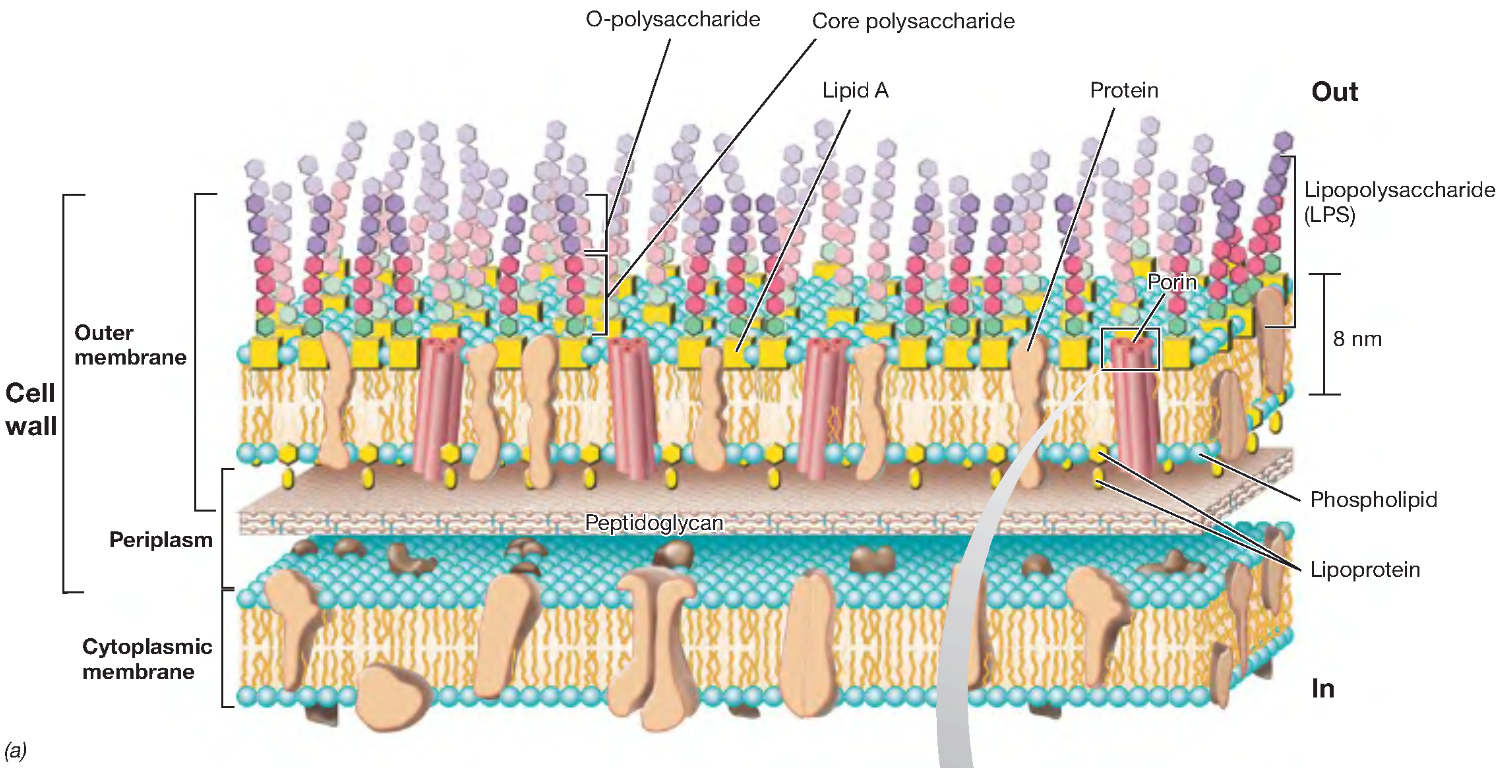 O-polysaccharide
Core polysaccharide
Lipid A
Protein
Out
Lipopolysaccharide
(LPS)
Porin
Outer
membrane
8 nm
Cell
wall
Phospholipid
Peptidoglycan
Periplasm
Lipoprotein
Cytoplasmic
membrane
In
(a)